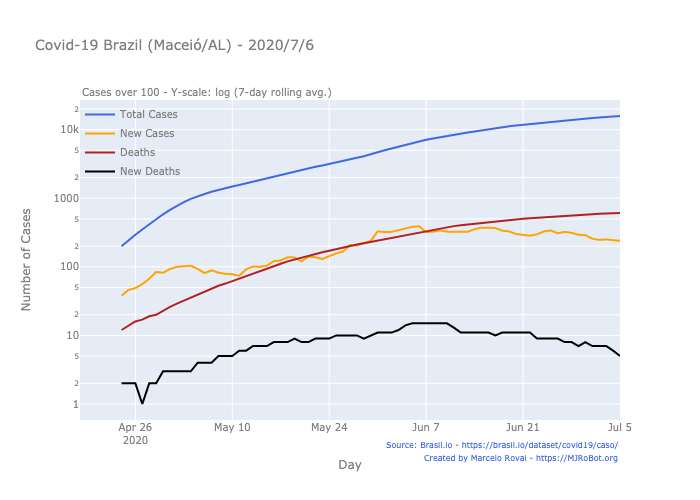 Covid-19 Brazil (Maceió/AL) - 2020/7/6
Cases over 100 - Y-scale: log (7-day rolling avg.)
Total Cases
New Cases
Deaths
New Deaths
2
10k
5
2
1000
5
2
100
5
2
10
5
2
1
Number of Cases
Apr 26
2020
May 10
May 24
Jun 7
Jun 21
Jul 5
Day
Source: Brasil.io - https://brasil.io/dataset/covid19/caso/
Created by Marcelo Rovai - https://MJRoBot.org